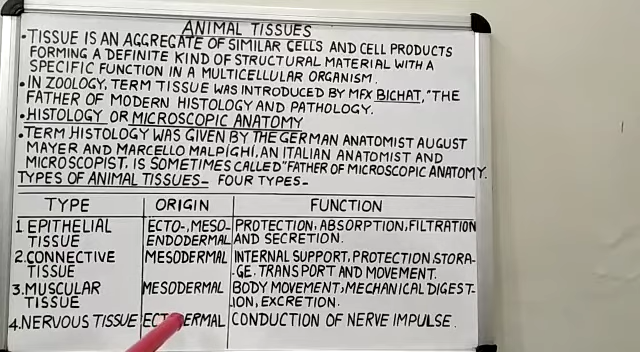 ANIMAL TISSUES
•TISSUE IS AN AGGREGATE OF SIMILAR CELLS AND CELL PRODUCTS
FORMING A DEFINITE KIND OF STRUCTURAL MATERIAL WITH A
SPECIFIC FUNCTION IN A MULTICELLULAR ORGANISM.
•IN ZOOLOGY, TERM TISSUE WAS INTRODUCED BY MFX BICHAT, "THE
FATHER OF MODERN HISTOLOGY AND PATHOLOGY.
•HISTOLOGY OR MICROSCOPIC ANATOMY
•TERM HISTOLOGY WAS GIVEN BY THE GERMAN ANATOMIST AUGUST
MAYER AND MARCELLO MALPIGHI, AN ITALIAN ANATOMIST AND
MICROSCOPIST, IS SOMETIMES CALLED "FATHER OF MICROSCOPIC ANATOMY.
TYPES OF ANIMAL TISSUES- FOUR TYPES-
TYPE ORIGIN FUNCTION
1 EPITHELIAL ECTO-, MESO- PROTECTION, ABSORPTION, FILTRATION
TISSUE ENDODERMAL AND SECRETION.
2.CONNECTIVE MESODERMAL INTERNAL SUPPORT, PROTECTION, STORA-
TISSUE -GE, TRANSPORT AND MOVEMENT.
3.MUSCULAR MESODERMAL BODY MOVEMENT, MECHANICAL DIGEST-
TISSUE ION, EXCRETION.
4.NERVOUS TISSUE CONDUCTION OF NERVE IMPULSE.